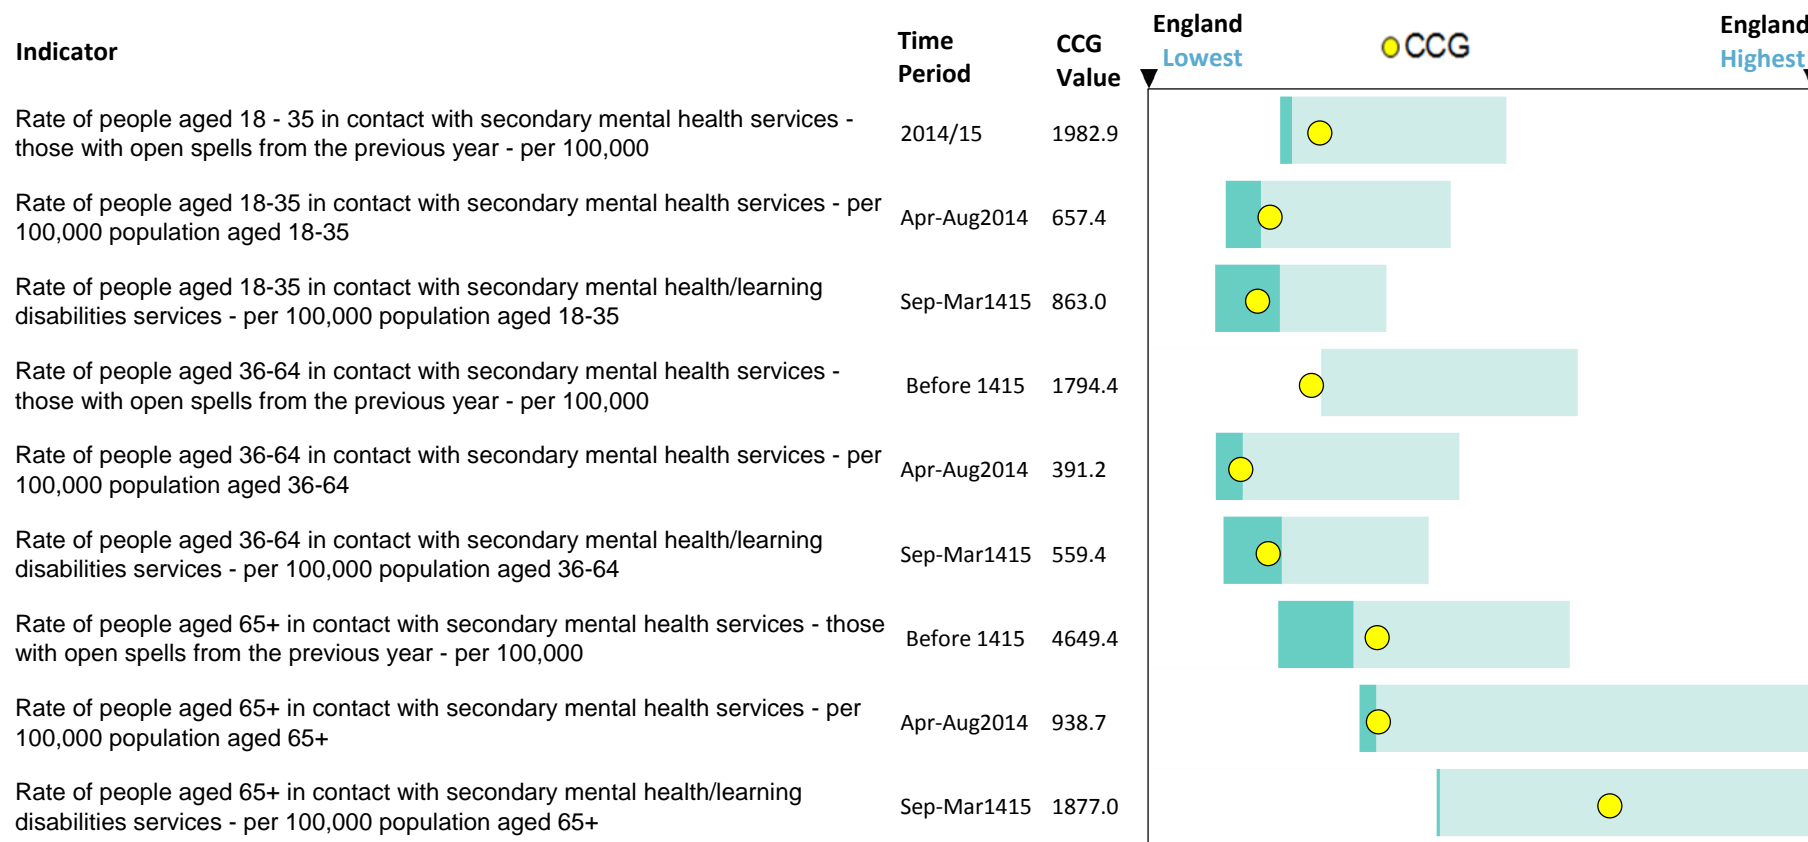 Indicator
Time Period
CCG Value
England Lowest
CCG
England Highest
Rate of people aged 18 - 35 in contact with secondary mental health services -
those with open spells from the previous year - per 100,000
2014/15
1982.9
Rate of people aged 18-35 in contact with secondary mental health services - per
100,000 population aged 18-35
Apr-Aug2014
657.4
Rate of people aged 18-35 in contact with secondary mental health/learning
disabilities services - per 100,000 population aged 18-35
Sep-Mar1415
863.0
Rate of people aged 36-64 in contact with secondary mental health services -
those with open spells from the previous year - per 100,000
Before 1415
1794.4
Rate of people aged 36-64 in contact with secondary mental health services - per
100,000 population aged 36-64
Apr-Aug2014
391.2
Rate of people aged 36-64 in contact with secondary mental health/learning
disabilities services - per 100,000 population aged 36-64
Sep-Mar1415
559.4
Rate of people aged 65+ in contact with secondary mental health services - those
with open spells from the previous year - per 100,000
Before 1415
4649.4
Rate of people aged 65+ in contact with secondary mental health services - per
100,000 population aged 65+
Apr-Aug2014
938.7
Rate of people aged 65+ in contact with secondary mental health/learning
disabilities services - per 100,000 population aged 65+
Sep-Mar1415
1877.0